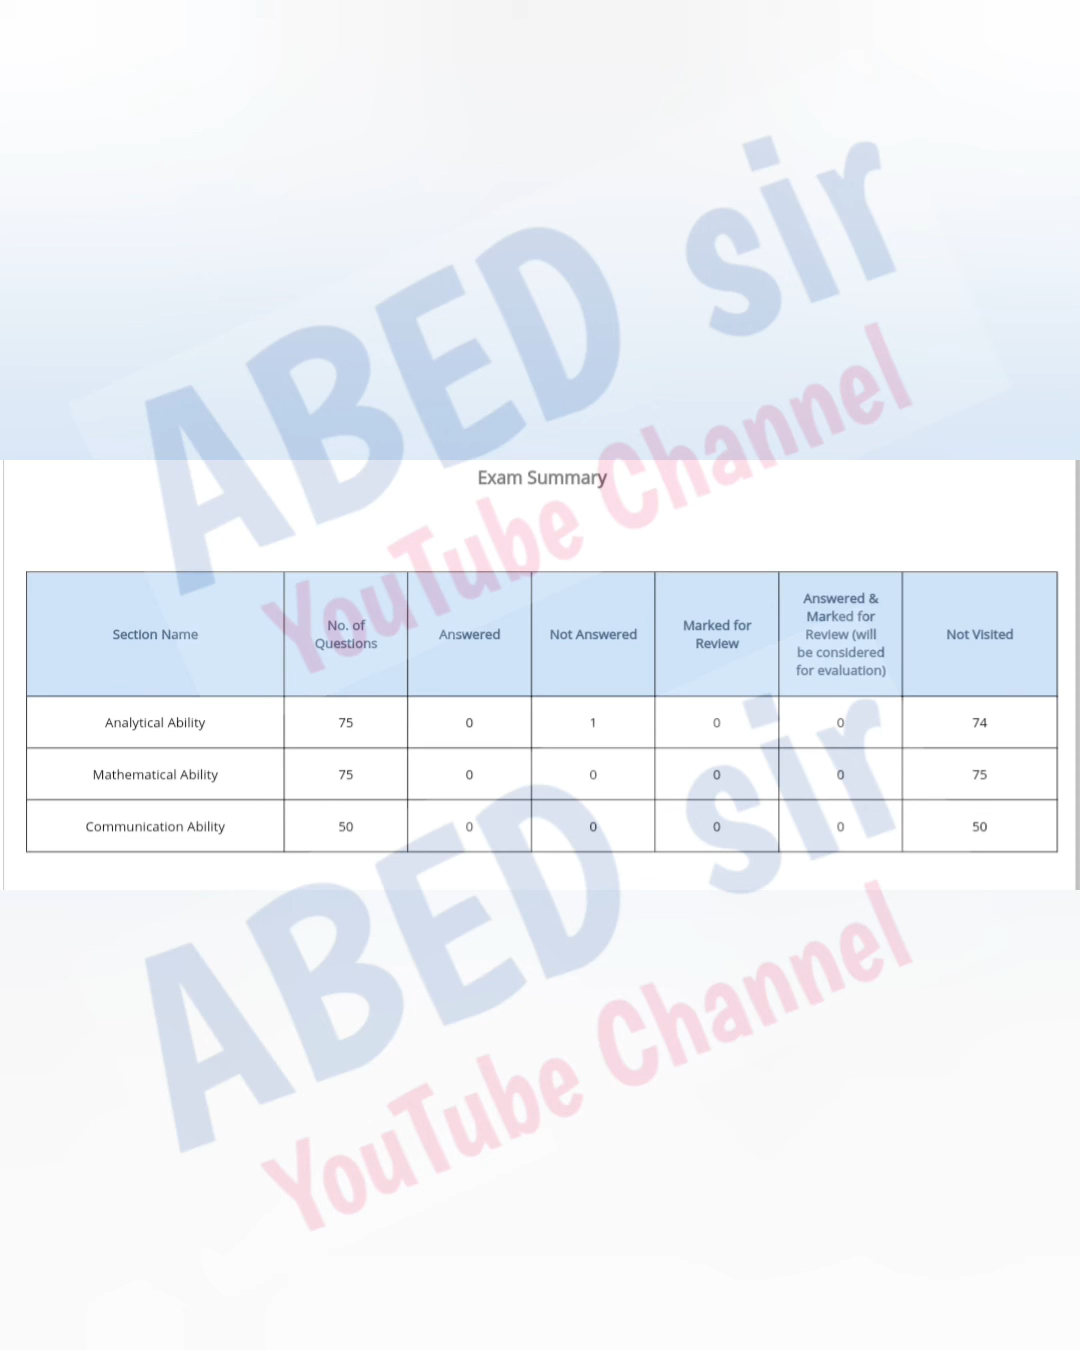 ABED sir
YouTube Channel
Exam Summary
Section Name No. of Questions Answered Not Answered Marked for Review Answered & Marked for Review (will be considered for evaluation) Not Visited
Analytical Ability 75 0 1 0 0 74
Mathematical Ability 75 0 0 0 0 75
Communication Ability 50 0 0 0 0 50
ABED sir
YouTube Channel